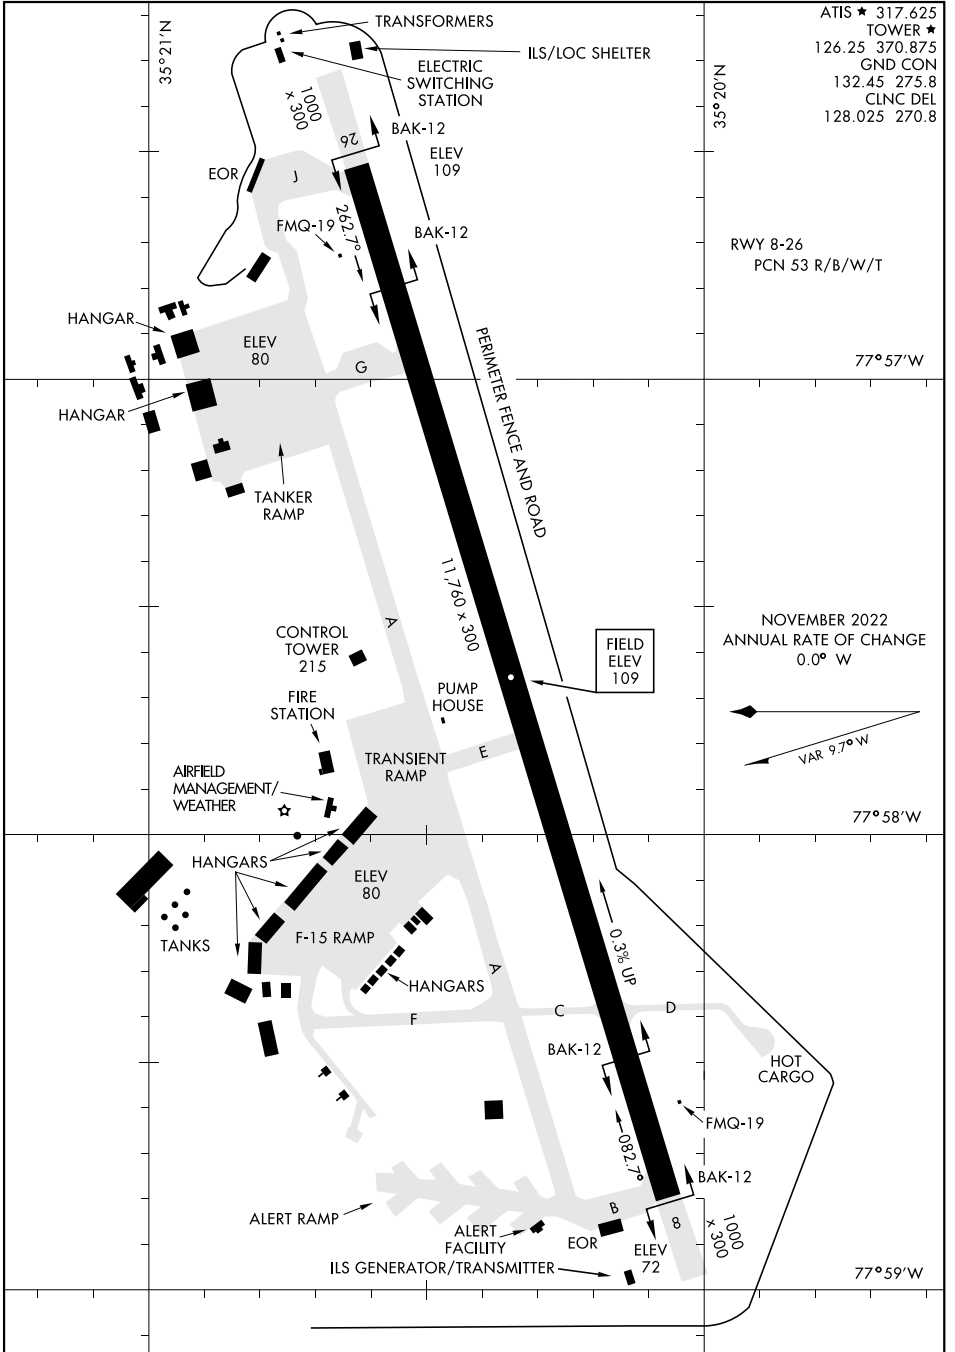 ATIS ★ 317.625
TOWER ★
126.25 370.875
GND CON
132.45 275.8
CLNC DEL
128.025 270.8
35°21'N
TRANSFORMERS
ILS/LOC SHELTER
ELECTRIC
SWITCHING
STATION
35°20'N
1000
x 300
BAK-12
26
ELEV
109
EOR
J
262.7°
FMQ-19
BAK-12
RWY 8-26
PCN 53 R/B/W/T
HANGAR
ELEV
80
G
77°57'W
PERIMETER FENCE AND ROAD
HANGAR
TANKER
RAMP
11,760 x 300
A
CONTROL
TOWER
215
FIELD
ELEV
109
NOVEMBER 2022
ANNUAL RATE OF CHANGE
0.0° W
FIRE
STATION
PUMP
HOUSE
VAR 9.7° W
E
TRANSIENT
RAMP
AIRFIELD
MANAGEMENT/
WEATHER
77°58'W
HANGARS
ELEV
80
TANKS
F-15 RAMP
0.3% UP
A
HANGARS
F
C
D
BAK-12
HOT
CARGO
FMQ-19
082.7°
BAK-12
ALERT RAMP
B
8
1000
x 300
ALERT
FACILITY
EOR
ELEV
72
ILS GENERATOR/TRANSMITTER
77°59'W